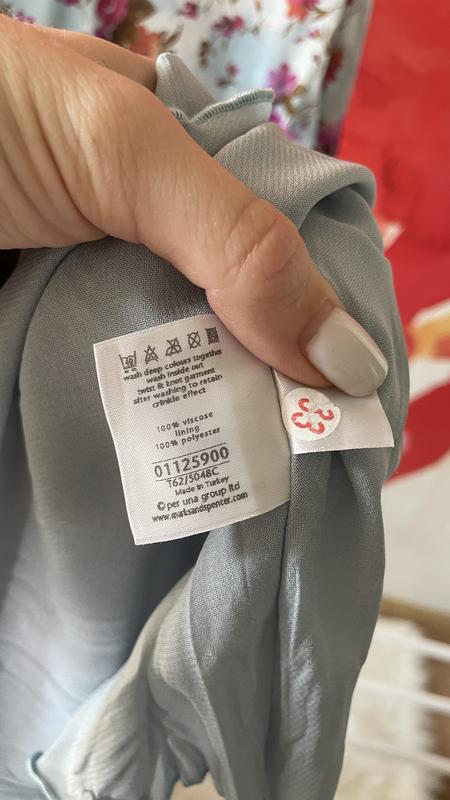 wash deep colours together
wash inside out
twist & knot garment
after washing to retain
crinkle effect
100% viscose
lining
100% polyester
01125900
T62/5048C
Made in Turkey
© per una group ltd
www.marksandspencer.com